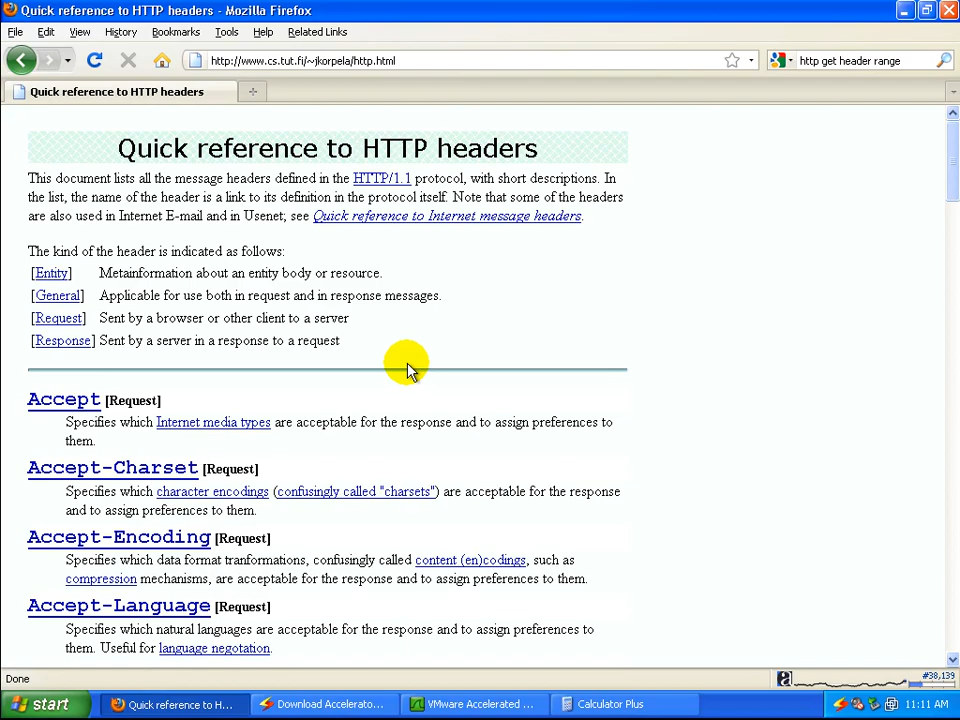 Quick reference to HTTP headers - Mozilla Firefox
File Edit View History Bookmarks Tools Help Related Links
http://www.cs.tut.fi/~jkorpela/http.html
http get header range
Quick reference to HTTP headers
Quick reference to HTTP headers
This document lists all the message headers defined in the HTTP/1.1 protocol, with short descriptions. In
the list, the name of the header is a link to its definition in the protocol itself. Note that some of the headers
are also used in Internet E-mail and in Usenet; see Quick reference to Internet message headers.
The kind of the header is indicated as follows:
[Entity] Metainformation about an entity body or resource.
[General] Applicable for use both in request and in response messages.
[Request] Sent by a browser or other client to a server
[Response] Sent by a server in a response to a request
Accept [Request]
Specifies which Internet media types are acceptable for the response and to assign preferences to
them.
Accept-Charset [Request]
Specifies which character encodings (confusingly called "charsets") are acceptable for the response
and to assign preferences to them.
Accept-Encoding [Request]
Specifies which data format tranformations, confusingly called content (en)codings, such as
compression mechanisms, are acceptable for the response and to assign preferences to them.
Accept-Language [Request]
Specifies which natural languages are acceptable for the response and to assign preferences to
them. Useful for language negotation.
Done
a
#38,139
start
Quick reference to H...
Download Accelerato...
VMware Accelerated ...
Calculator Plus
11:11 AM